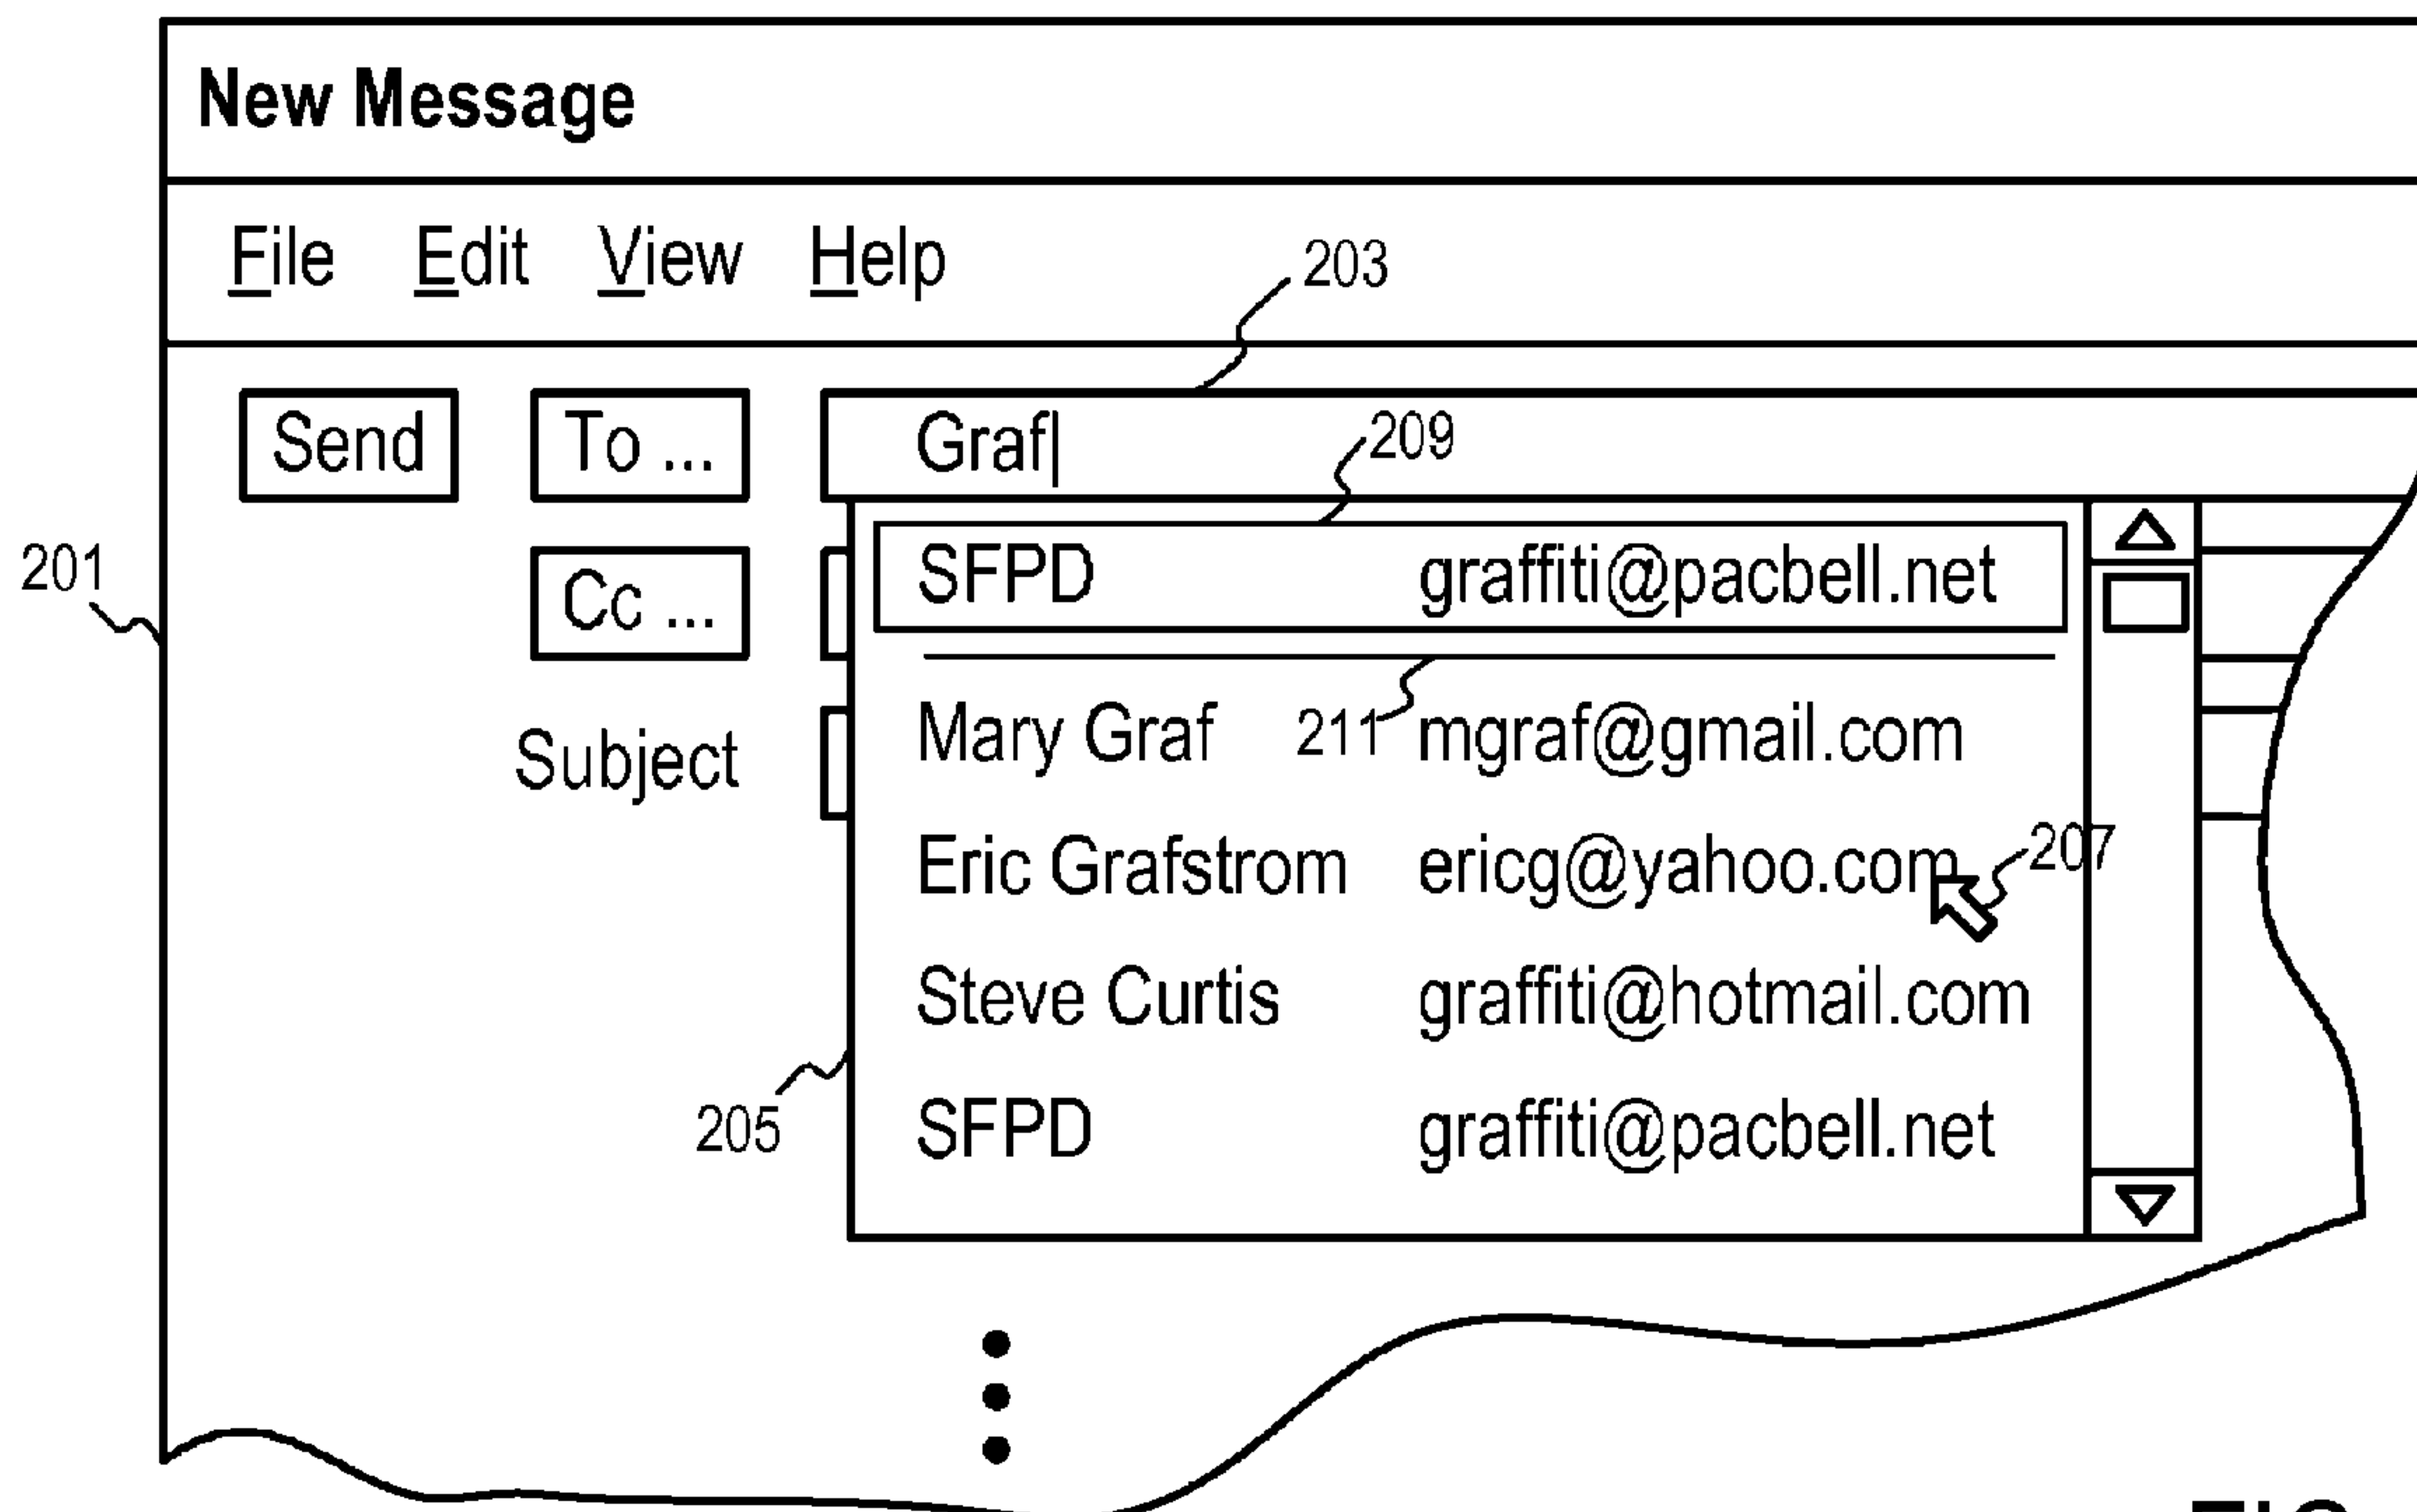 New Message
File Edit View Help
203
Send To ... Graf
209
SFPD graffiti@pacbell.net
201
Cc ...
211
Mary Graf mgraf@gmail.com
Subject
Eric Grafstrom ericg@yahoo.com
207
Steve Curtis graffiti@hotmail.com
205
SFPD graffiti@pacbell.net